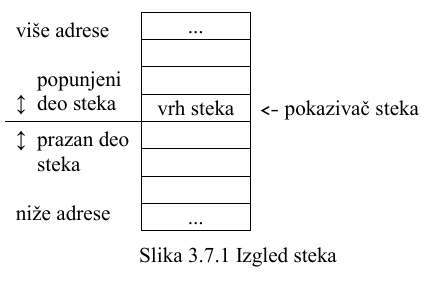 više adrese
...
popunjeni
↕ deo steka
vrh steka
<- pokazivač steka
↕ prazan deo
steka
niže adrese
...
Slika 3.7.1 Izgled steka